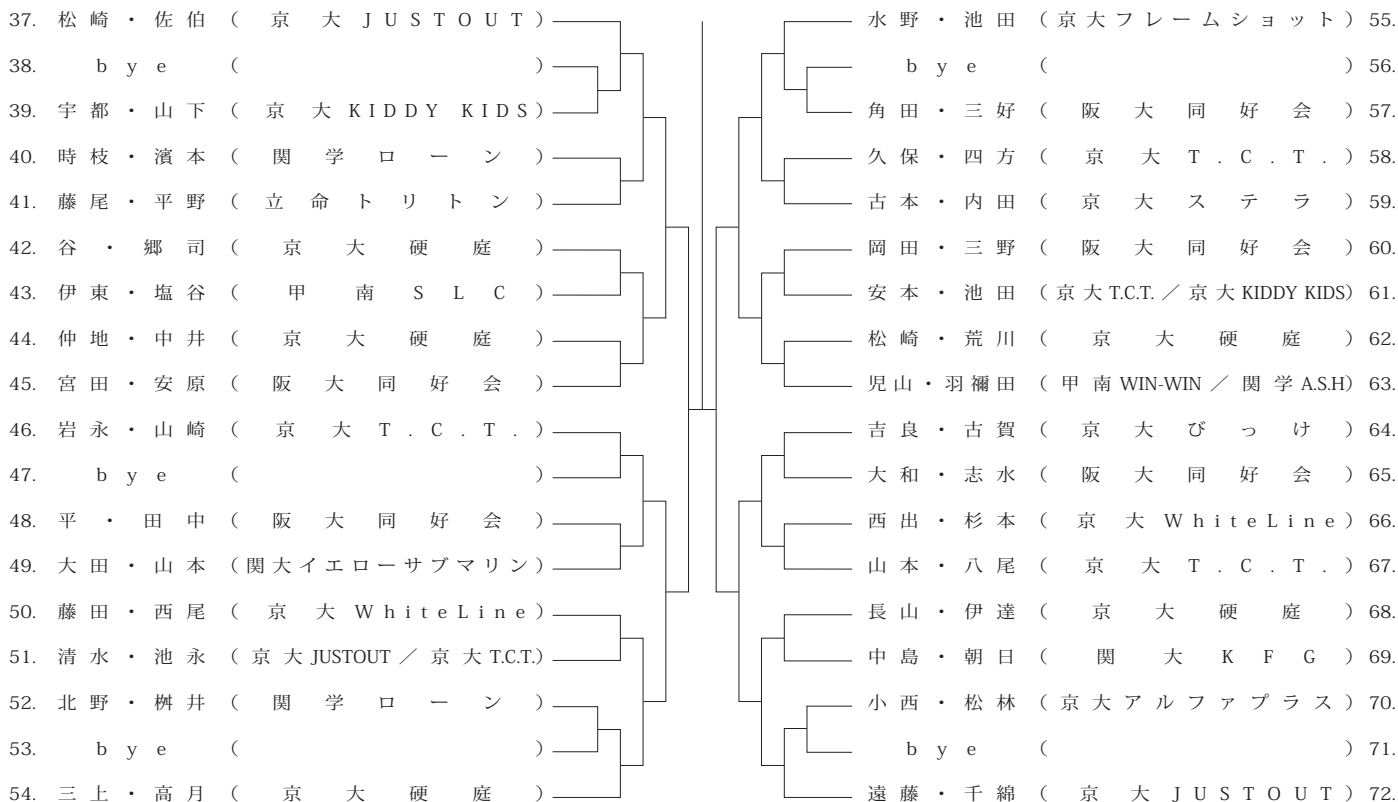 37. 松崎・佐伯(京大JUSTOUT)
38. bye ( )
39. 宇都・山下(京大KIDDY KIDS)
40. 時枝・濱本(関学ローン)
41. 藤尾・平野(立命トリトン)
42. 谷・郷司(京大硬庭)
43. 伊東・塩谷(甲南SLC)
44. 仲地・中井(京大硬庭)
45. 宮田・安原(阪大同好会)
46. 岩永・山崎(京大T.C.T.)
47. bye ( )
48. 平・田中(阪大同好会)
49. 大田・山本(関大イエローサブマリン)
50. 藤田・西尾(京大WhiteLine)
51. 清水・池永(京大JUSTOUT/京大T.C.T.)
52. 北野・桝井(関学ローン)
53. bye ( )
54. 三上・高月(京大硬庭)
水野・池田(京大フレームショット)55.
bye ( ) 56.
角田・三好(阪大同好会)57.
久保・四方(京大T.C.T.)58.
古本・内田(京大ステラ)59.
岡田・三野(阪大同好会)60.
安本・池田(京大T.C.T./京大KIDDY KIDS)61.
松崎・荒川(京大硬庭)62.
児山・羽禰田(甲南WIN-WIN/関学A.S.H)63.
吉良・古賀(京大びっけ)64.
大和・志水(阪大同好会)65.
西出・杉本(京大WhiteLine)66.
山本・八尾(京大T.C.T.)67.
長山・伊達(京大硬庭)68.
中島・朝日(関大KFG)69.
小西・松林(京大アルファプラス)70.
bye ( ) 71.
遠藤・千綿(京大JUSTOUT)72.